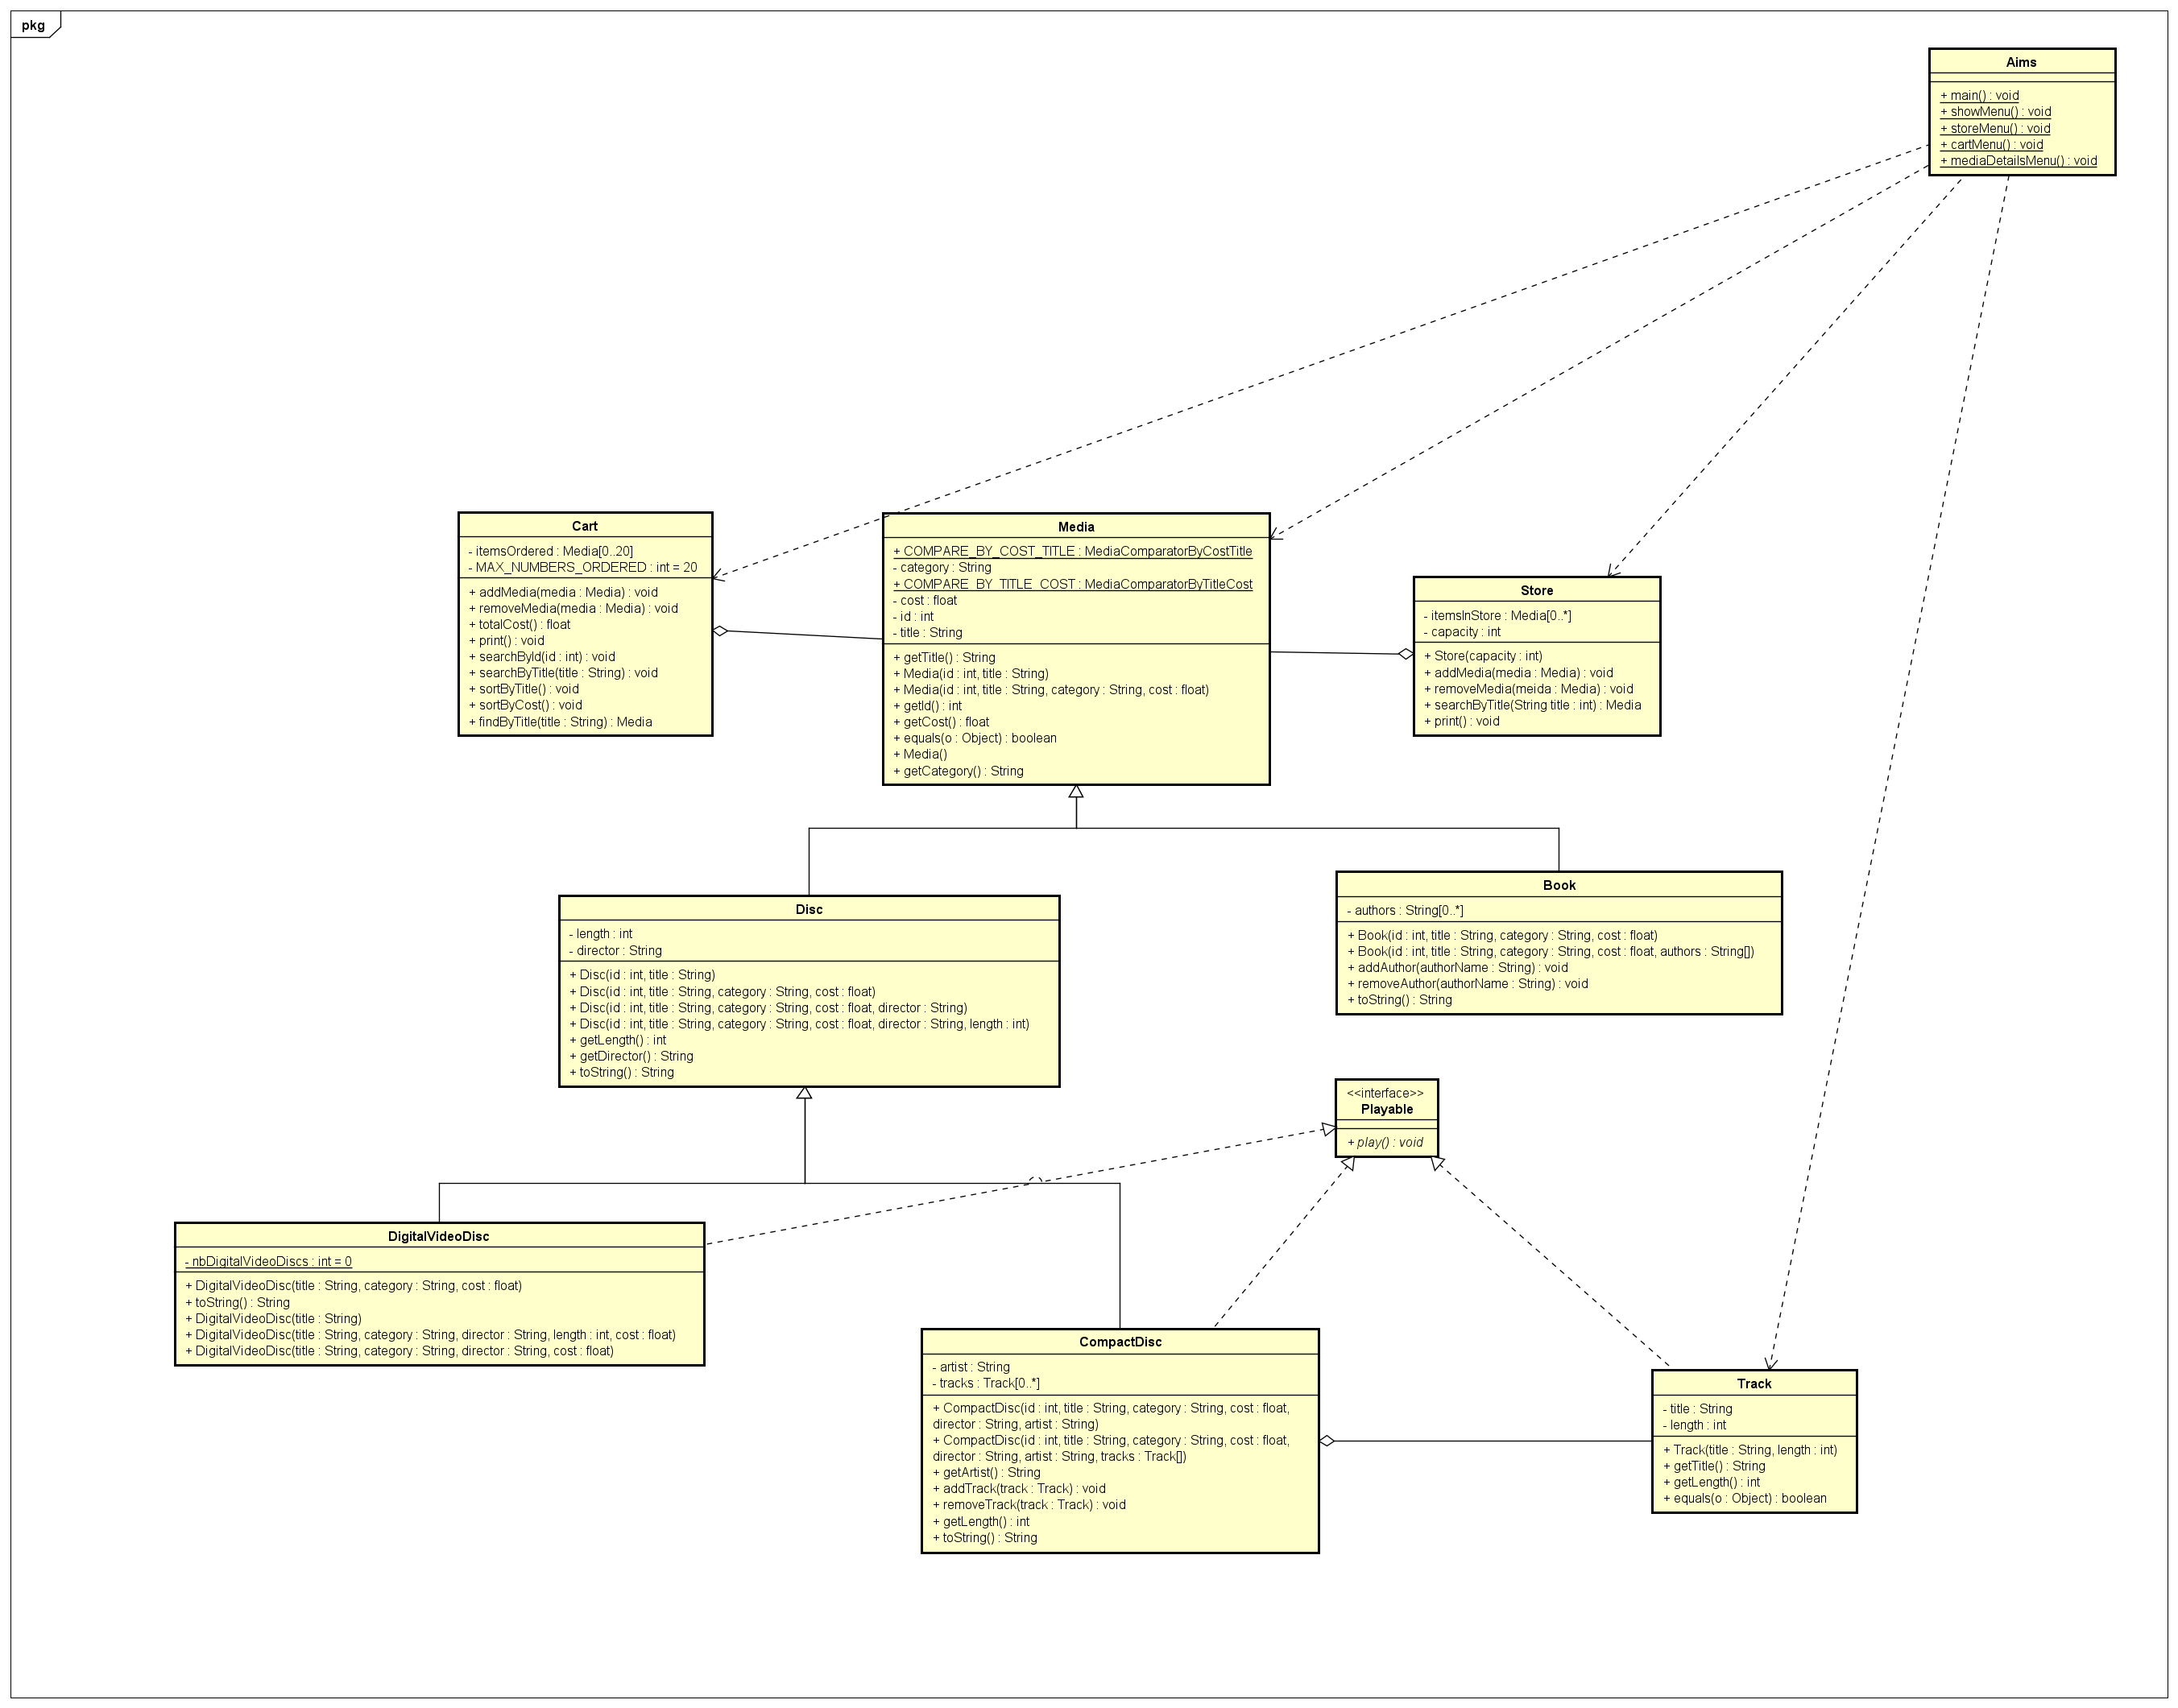 pkg
Aims
+ main() : void
+ showMenu() : void
+ storeMenu() : void
+ cartMenu() : void
+ mediaDetailsMenu() : void
Cart
- itemsOrdered : Media[0..20]
- MAX_NUMBERS_ORDERED : int = 20
+ addMedia(media : Media) : void
+ removeMedia(media : Media) : void
+ totalCost() : float
+ print() : void
+ searchById(id : int) : void
+ searchByTitle(title : String) : void
+ sortByTitle() : void
+ sortByCost() : void
+ findByTitle(title : String) : Media
Media
+ COMPARE_BY_COST_TITLE : MediaComparatorByCostTitle
- category : String
+ COMPARE_BY_TITLE_COST : MediaComparatorByTitleCost
- cost : float
- id : int
- title : String
+ getTitle() : String
+ Media(id : int, title : String)
+ Media(id : int, title : String, category : String, cost : float)
+ getId() : int
+ getCost() : float
+ equals(o : Object) : boolean
+ Media()
+ getCategory() : String
Store
- itemsInStore : Media[0..*]
- capacity : int
+ Store(capacity : int)
+ addMedia(media : Media) : void
+ removeMedia(meida : Media) : void
+ searchByTitle(String title : int) : Media
+ print() : void
Disc
- length : int
- director : String
+ Disc(id : int, title : String)
+ Disc(id : int, title : String, category : String, cost : float)
+ Disc(id : int, title : String, category : String, cost : float, director : String)
+ Disc(id : int, title : String, category : String, cost : float, director : String, length : int)
+ getLength() : int
+ getDirector() : String
+ toString() : String
Book
- authors : String[0..*]
+ Book(id : int, title : String, category : String, cost : float)
+ Book(id : int, title : String, category : String, cost : float, authors : String[])
+ addAuthor(authorName : String) : void
+ removeAuthor(authorName : String) : void
+ toString() : String
<<interface>>
Playable
+ play() : void
DigitalVideoDisc
- nbDigitalVideoDiscs : int = 0
+ DigitalVideoDisc(title : String, category : String, cost : float)
+ toString() : String
+ DigitalVideoDisc(title : String)
+ DigitalVideoDisc(title : String, category : String, director : String, length : int, cost : float)
+ DigitalVideoDisc(title : String, category : String, director : String, cost : float)
CompactDisc
- artist : String
- tracks : Track[0..*]
+ CompactDisc(id : int, title : String, category : String, cost : float,
director : String, artist : String)
+ CompactDisc(id : int, title : String, category : String, cost : float,
director : String, artist : String, tracks : Track[])
+ getArtist() : String
+ addTrack(track : Track) : void
+ removeTrack(track : Track) : void
+ getLength() : int
+ toString() : String
Track
- title : String
- length : int
+ Track(title : String, length : int)
+ getTitle() : String
+ getLength() : int
+ equals(o : Object) : boolean